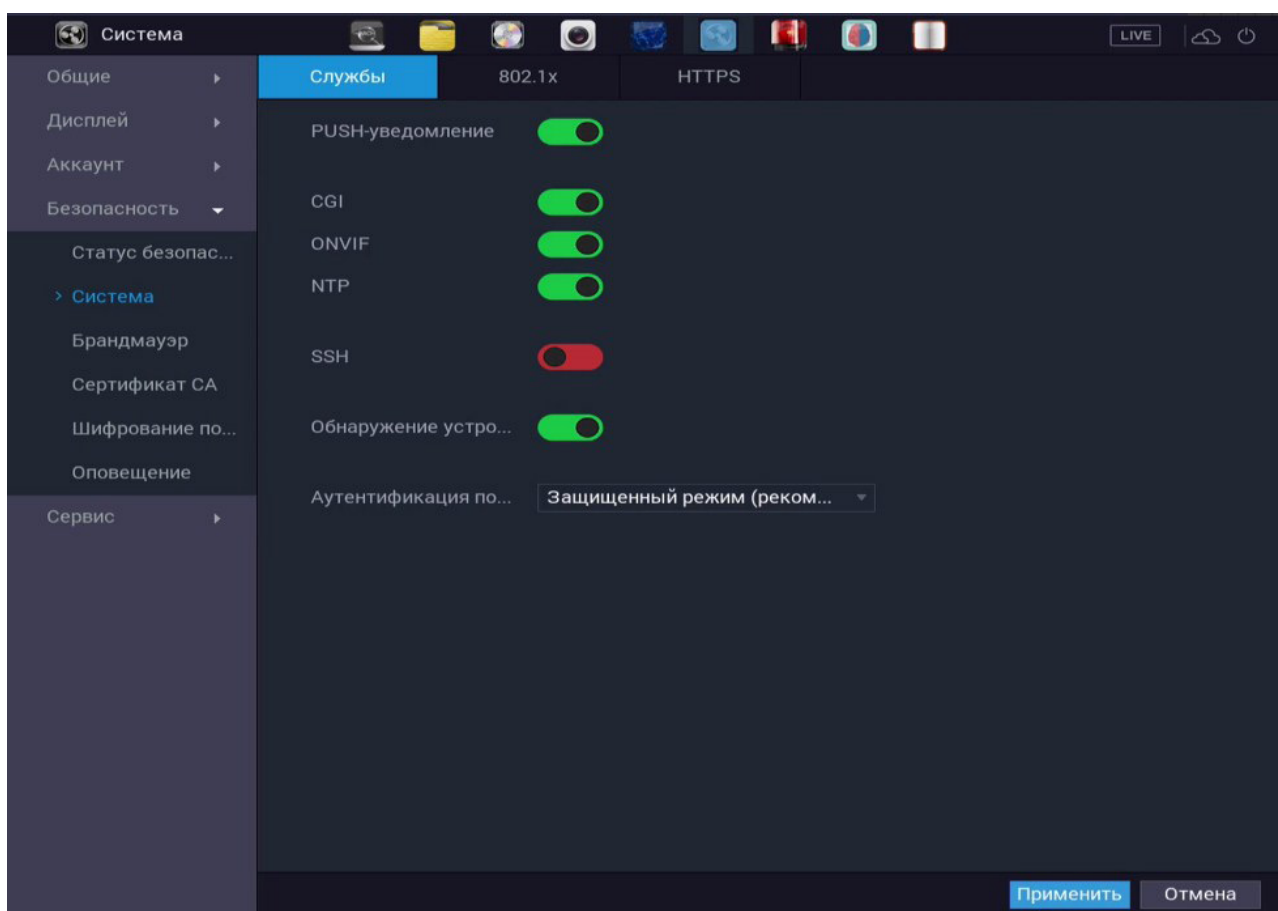 Система
LIVE
Общие
Дисплей
Аккаунт
Безопасность
Статус безопас...
> Система
Брандмауэр
Сертификат CA
Шифрование по...
Оповещение
Сервис
Службы 802.1x HTTPS
PUSH-уведомление
CGI
ONVIF
NTP
SSH
Обнаружение устро...
Аутентификация по... Защищенный режим (реком...
Применить Отмена